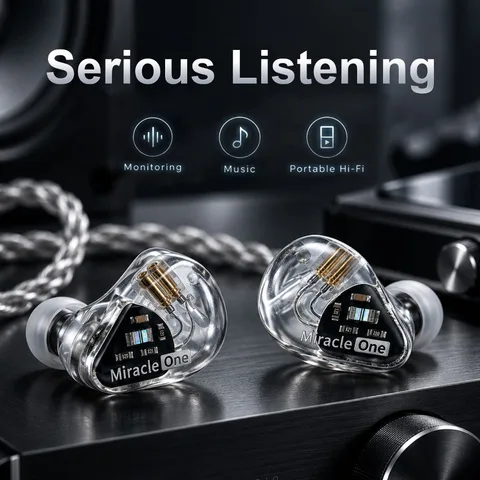 Serious Listening
Monitoring
Music
Portable Hi-Fi
Miracle One
Miracle One